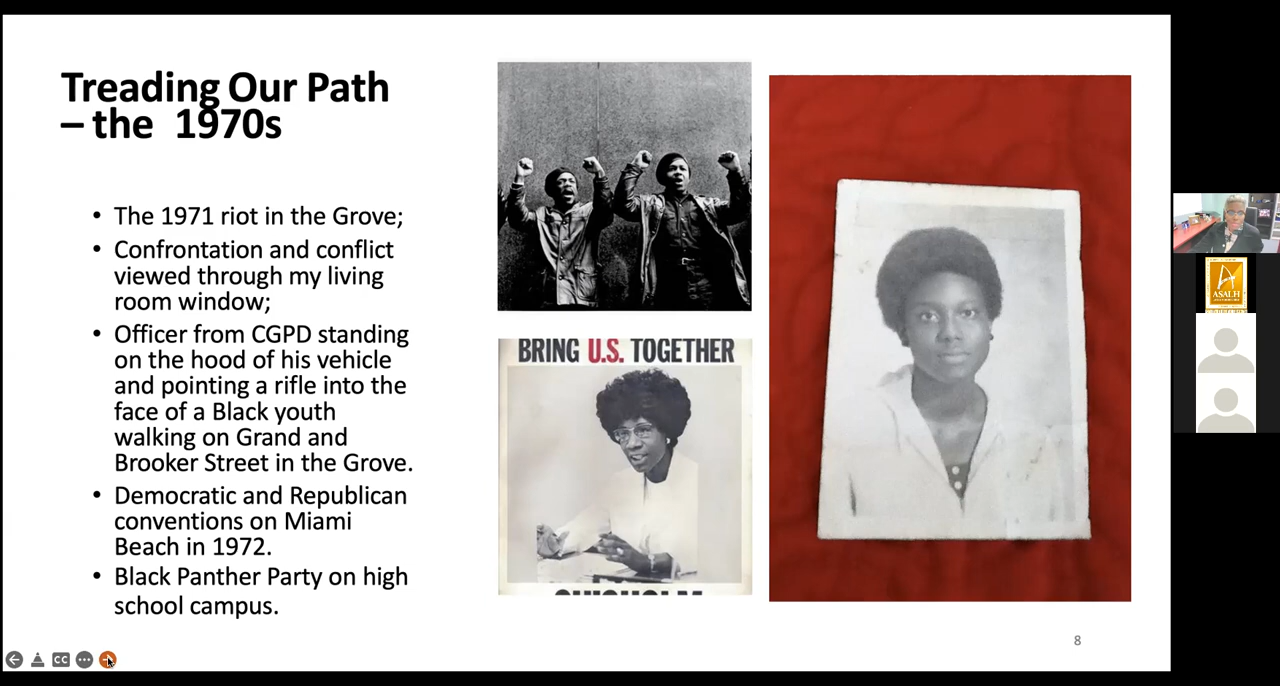 Treading Our Path
– the 1970s
• The 1971 riot in the Grove;
• Confrontation and conflict
viewed through my living
room window;
• Officer from CGPD standing
on the hood of his vehicle
and pointing a rifle into the
face of a Black youth
walking on Grand and
Brooker Street in the Grove.
• Democratic and Republican
conventions on Miami
Beach in 1972.
• Black Panther Party on high
school campus.
BRING U.S. TOGETHER
CHISHOLM
8
CC
ASALH